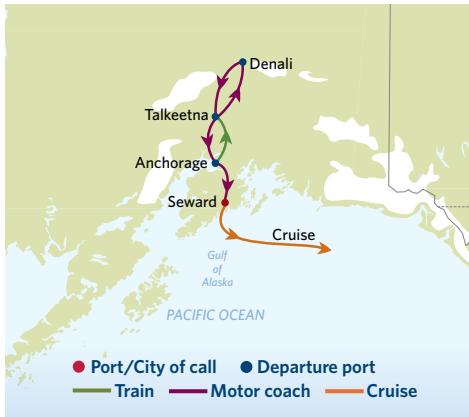 Denali
Talkeetna
Anchorage
Seward
Cruise
Gulf
of
Alaska
PACIFIC OCEAN
Port/City of call Departure port
Train Motor coach Cruise